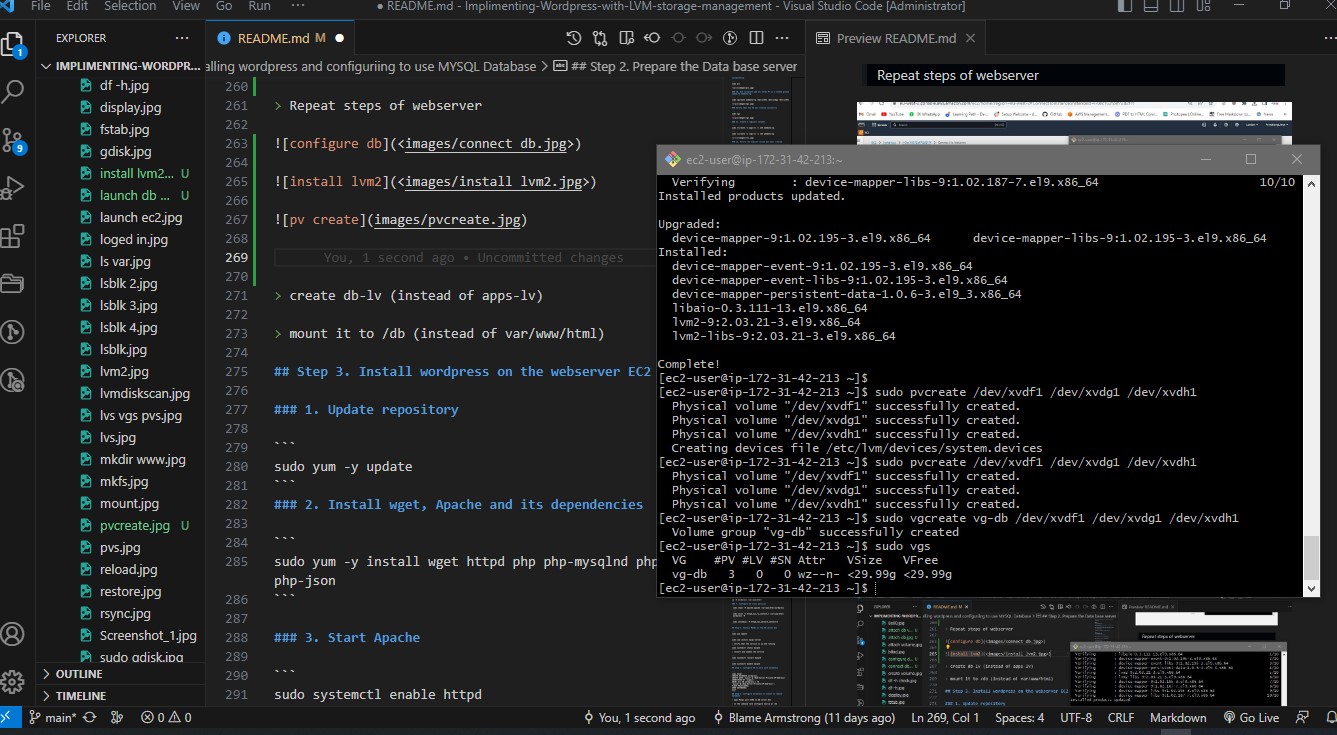 File Edit Selection View Go Run ··· ● README.md - Implimenting-Wordpress-with-LVM-storage-management - Visual Studio Code [Administrator]
EXPLORER ···
IMPLIMENTING-WORDPR...
df -h.jpg
display.jpg
fstab.jpg
gdisk.jpg
install lvm2... U
launch db ... U
launch ec2.jpg
loged in.jpg
ls var.jpg
lsblk 2.jpg
lsblk 3.jpg
lsblk 4.jpg
lsblk.jpg
lvm2.jpg
lvmdiskscan.jpg
lvs vgs pvs.jpg
lvs.jpg
mkdir www.jpg
mkfs.jpg
mount.jpg
pvcreate.jpg U
pvs.jpg
reload.jpg
restore.jpg
rsync.jpg
Screenshot_1.jpg
sudo gdisk.jpg
OUTLINE
TIMELINE
1
9
README.md M ●
alling wordpress and configuriing to use MYSQL Database > ## Step 2. Prepare the Data base server
260
261 > Repeat steps of webserver
262
263 ![configure db](<images/connect db.jpg>)
264
265 ![install lvm2](<images/install lvm2.jpg>)
266
267 ![pv create](images/pvcreate.jpg)
268
269 You, 1 second ago • Uncommitted changes
270
271 > create db-lv (instead of apps-lv)
272
273 > mount it to /db (instead of var/www/html)
274
275 ## Step 3. Install wordpress on the webserver EC2
276
277 ### 1. Update repository
278
279 ```
280 sudo yum -y update
281 ```
282 ### 2. Install wget, Apache and its dependencies
283
284 ```
285 sudo yum -y install wget httpd php php-mysqlnd php
php-json
286 ```
287
288 ### 3. Start Apache
289
290 ```
291 sudo systemctl enable httpd
Preview README.md
Repeat steps of webserver
ec2-user@ip-172-31-42-213:~
Verifying : device-mapper-libs-9:1.02.187-7.el9.x86_64 10/10
Installed products updated.
Upgraded:
device-mapper-9:1.02.195-3.el9.x86_64 device-mapper-libs-9:1.02.195-3.el9.x86_64
Installed:
device-mapper-event-9:1.02.195-3.el9.x86_64
device-mapper-event-libs-9:1.02.195-3.el9.x86_64
device-mapper-persistent-data-1.0.6-3.el9_3.x86_64
libaio-0.3.111-13.el9.x86_64
lvm2-9:2.03.21-3.el9.x86_64
lvm2-libs-9:2.03.21-3.el9.x86_64
Complete!
[ec2-user@ip-172-31-42-213 ~]$
[ec2-user@ip-172-31-42-213 ~]$ sudo pvcreate /dev/xvdf1 /dev/xvdg1 /dev/xvdh1
Physical volume "/dev/xvdf1" successfully created.
Physical volume "/dev/xvdg1" successfully created.
Physical volume "/dev/xvdh1" successfully created.
Creating devices file /etc/lvm/devices/system.devices
[ec2-user@ip-172-31-42-213 ~]$ sudo pvcreate /dev/xvdf1 /dev/xvdg1 /dev/xvdh1
Physical volume "/dev/xvdf1" successfully created.
Physical volume "/dev/xvdg1" successfully created.
Physical volume "/dev/xvdh1" successfully created.
[ec2-user@ip-172-31-42-213 ~]$ sudo vgcreate vg-db /dev/xvdf1 /dev/xvdg1 /dev/xvdh1
Volume group "vg-db" successfully created
[ec2-user@ip-172-31-42-213 ~]$ sudo vgs
VG #PV #LV #SN Attr VSize VFree
vg-db 3 0 0 wz--n- <29.99g <29.99g
[ec2-user@ip-172-31-42-213 ~]$
main* 0 0 You, 1 second ago Blame Armstrong (11 days ago) Ln 269, Col 1 Spaces: 4 UTF-8 CRLF Markdown Go Live